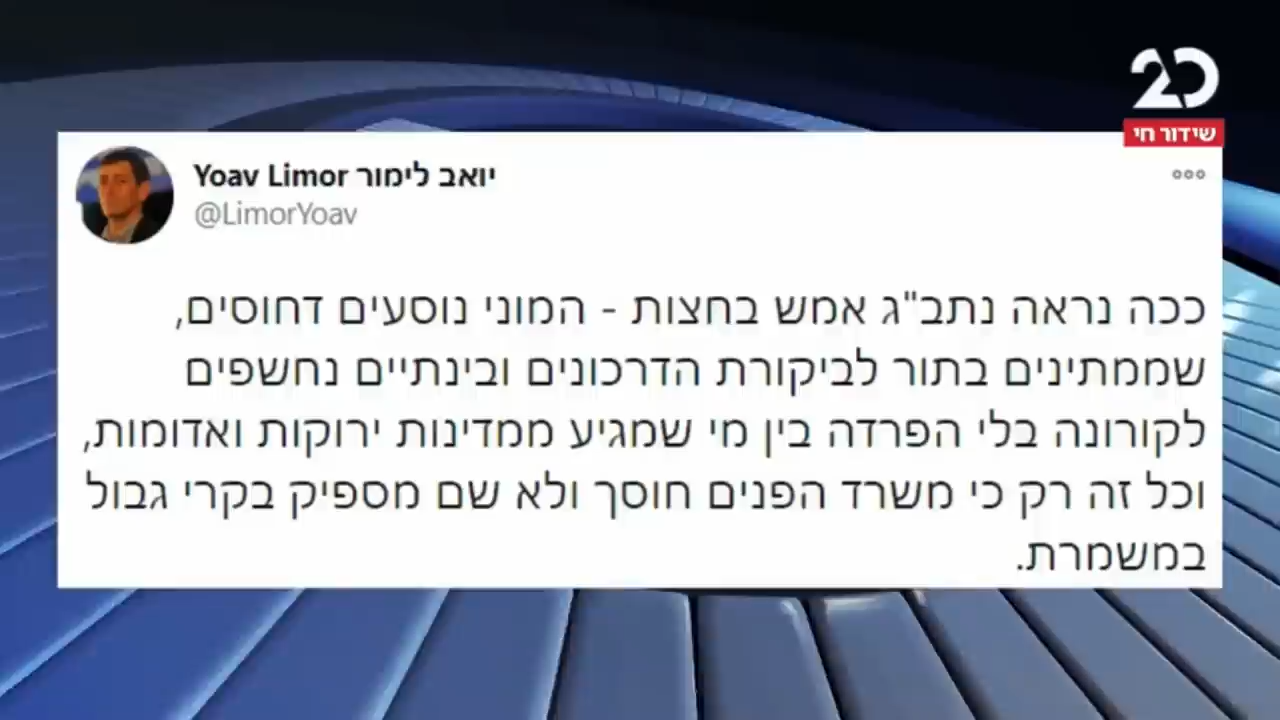 20
שידור חי
Yoav Limor יואב לימור
@LimorYoav
ככה נראה נתב"ג אמש בחצות - המוני נוסעים דחוסים,
שממתינים בתור לביקורת הדרכונים ובינתיים נחשפים
לקורונה בלי הפרדה בין מי שמגיע ממדינות ירוקות ואדומות,
וכל זה רק כי משרד הפנים חוסך ולא שם מספיק בקרי גבול
במשמרת.